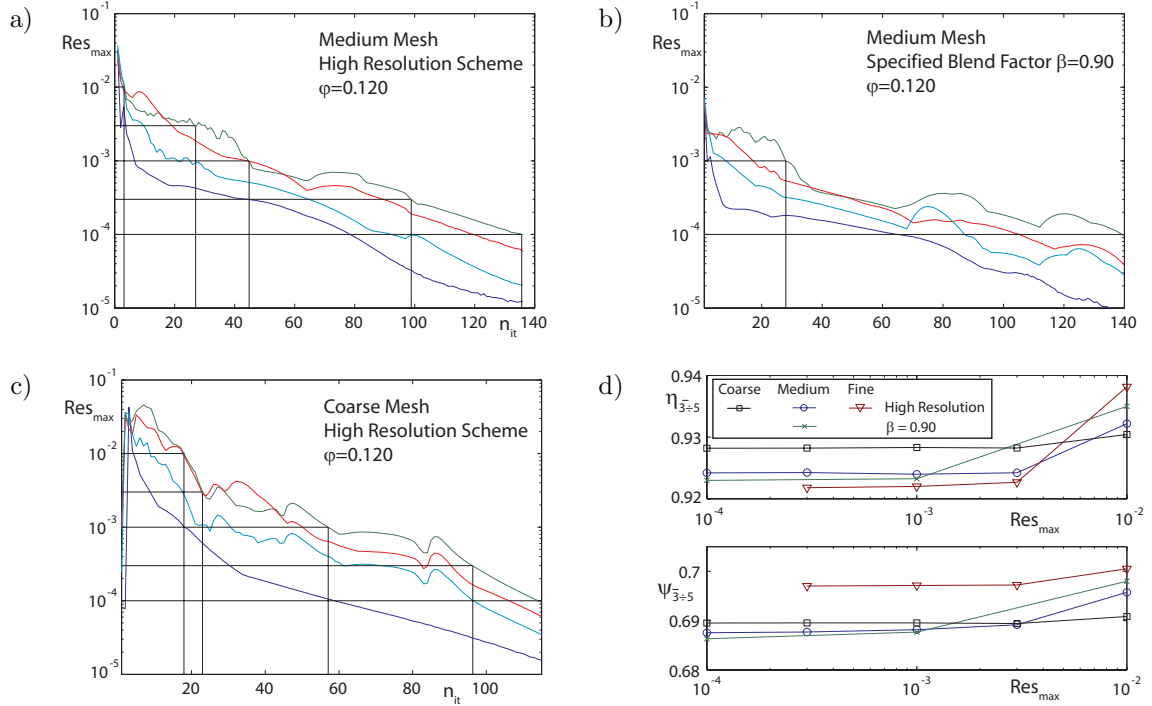 a)
Res_max
Medium Mesh
High Resolution Scheme
φ=0.120
10^-1
10^-2
10^-3
10^-4
10^-5
0 20 40 60 80 100 120 140
n_it
b)
Medium Mesh
Specified Blend Factor β=0.90
φ=0.120
10^-1
10^-2
10^-3
10^-4
10^-5
20 40 60 80 100 120 140
c)
Res_max
Coarse Mesh
High Resolution Scheme
φ=0.120
10^-1
10^-2
10^-3
10^-4
10^-5
20 40 60 80 100
n_it
d)
η_3̄÷5
0.94
0.93
0.92
Coarse Medium Fine
High Resolution
β = 0.90
10^-4 10^-3 Res_max 10^-2
ψ_3̄÷5
0.7
0.69
0.68
10^-4 10^-3 Res_max 10^-2